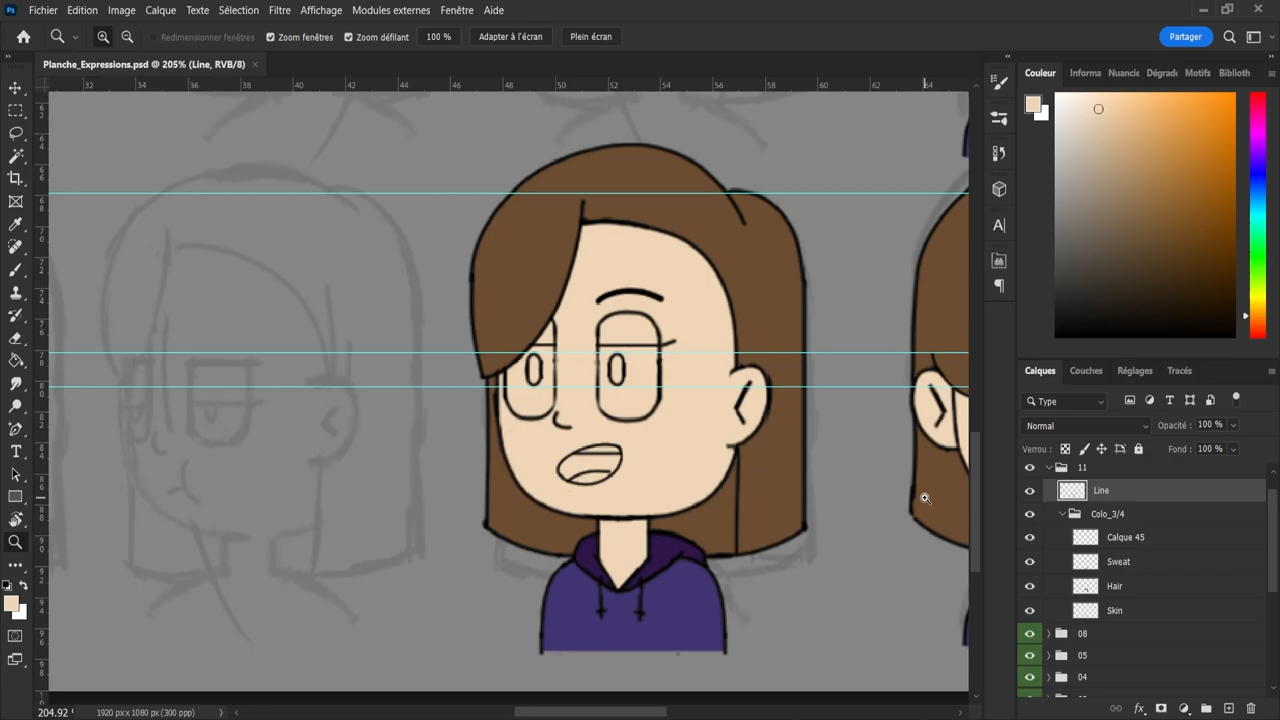 Fichier Edition Image Calque Texte Sélection Filtre Affichage Modules externes Fenêtre Aide
Redimensionner fenêtres Zoom fenêtres Zoom défilant 100 % Adapter à l'écran Plein écran Partager
Planche_Expressions.psd @ 205% (Line, RVB/8)
32 34 36 38 40 42 44 46 48 50 52 54 56 58 60 62 64
Couleur Informa Nuancie Dégradé Motifs Biblioth
Calques Couches Réglages Tracés
Type
Normal Opacité : 100 %
Verrou : Fond : 100 %
11
Line
Colo_3/4
Calque 45
Sweat
Hair
Skin
08
05
04
204.92 1920 px x 1080 px (300 ppp)